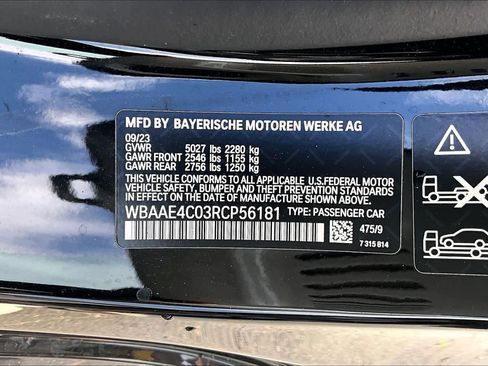 MFD BY BAYERISCHE MOTOREN WERKE AG
09/23
GVWR 5027 lbs 2280 kg
GAWR FRONT 2546 lbs 1155 kg
GAWR REAR 2756 lbs 1250 kg
THIS VEHICLE CONFORMS TO ALL APPLICABLE U.S.FEDERAL MOTOR
VEHICLE SAFETY, BUMPER AND THEFT PREVENTION STANDARDS
IN EFFECT ON THE DATE OF MANUFACTURE SHOWN ABOVE.
WBAAE4C03RCP56181 TYPE: PASSENGER CAR
475/9
7 315 814